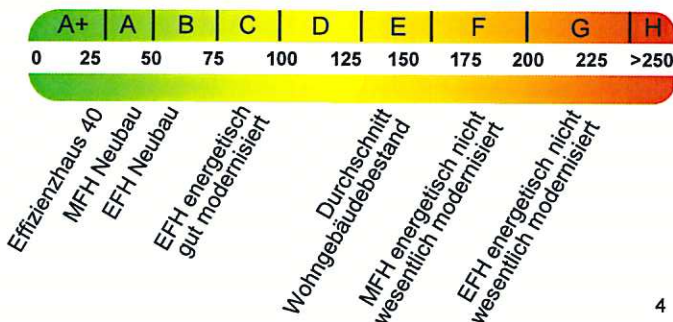 A+ A B C D E F G H
0 25 50 75 100 125 150 175 200 225 >250
Effizienzhaus 40
MFH Neubau
EFH Neubau
EFH energetisch
gut modernisiert
Durchschnitt
Wohngebäudebestand
MFH energetisch nicht
wesentlich modernisiert
EFH energetisch nicht
wesentlich modernisiert
4